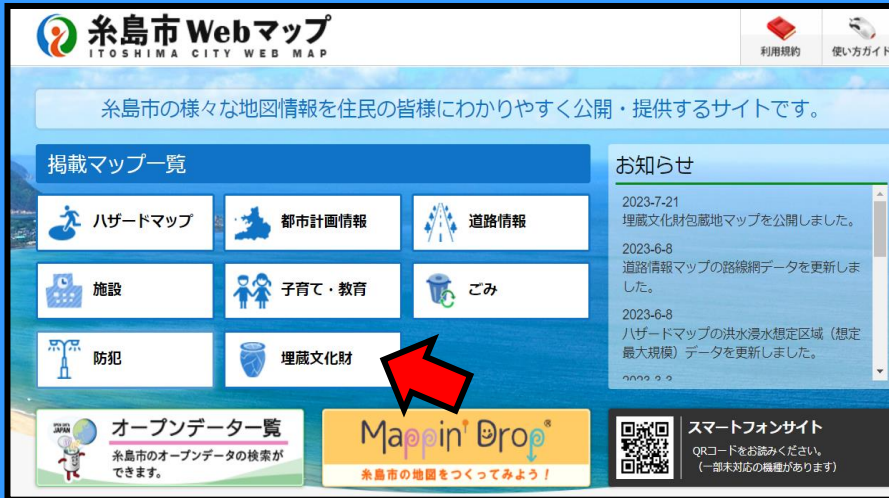 糸島市 Webマップ
ITOSHIMA CITY WEB MAP
利用規約
使い方ガイド
糸島市の様々な地図情報を住民の皆様にわかりやすく公開・提供するサイトです。
掲載マップ一覧
ハザードマップ
都市計画情報
道路情報
施設
子育て・教育
ごみ
防犯
埋蔵文化財
お知らせ
2023-7-21
埋蔵文化財包蔵地マップを公開しました。
2023-6-8
道路情報マップの路線網データを更新しま
した。
2023-6-8
ハザードマップの洪水浸水想定区域（想定
最大規模）データを更新しました。
OPEN DATA
JAPAN
オープンデータ一覧
糸島市のオープンデータの検索が
できます。
Mappin' Drop®
糸島市の地図をつくってみよう！
スマートフォンサイト
QRコードをお読みください。
（一部未対応の機種があります）